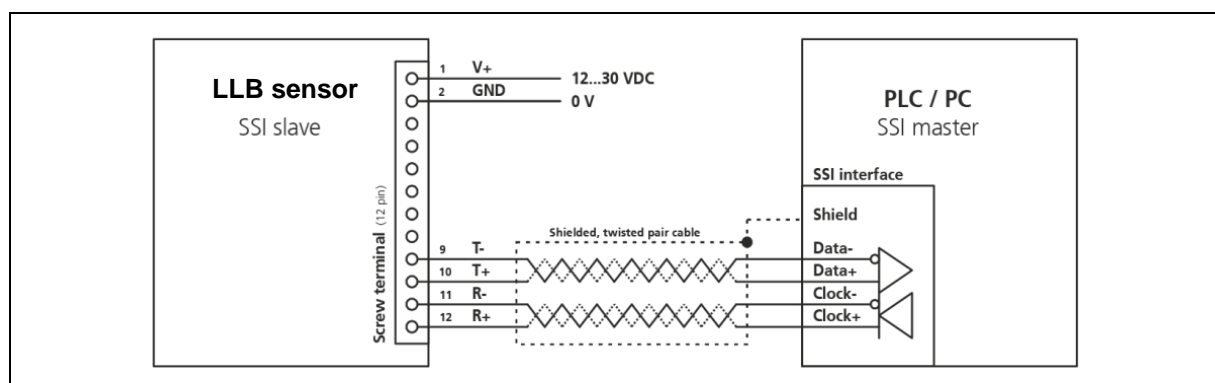 LLB sensor
SSI slave
Screw terminal (12 pin)
1 V+ 12...30 VDC
2 GND 0 V
9 T-
10 T+
11 R-
12 R+
Shielded, twisted pair cable
PLC / PC
SSI master
SSI interface
Shield
Data-
Data+
Clock-
Clock+